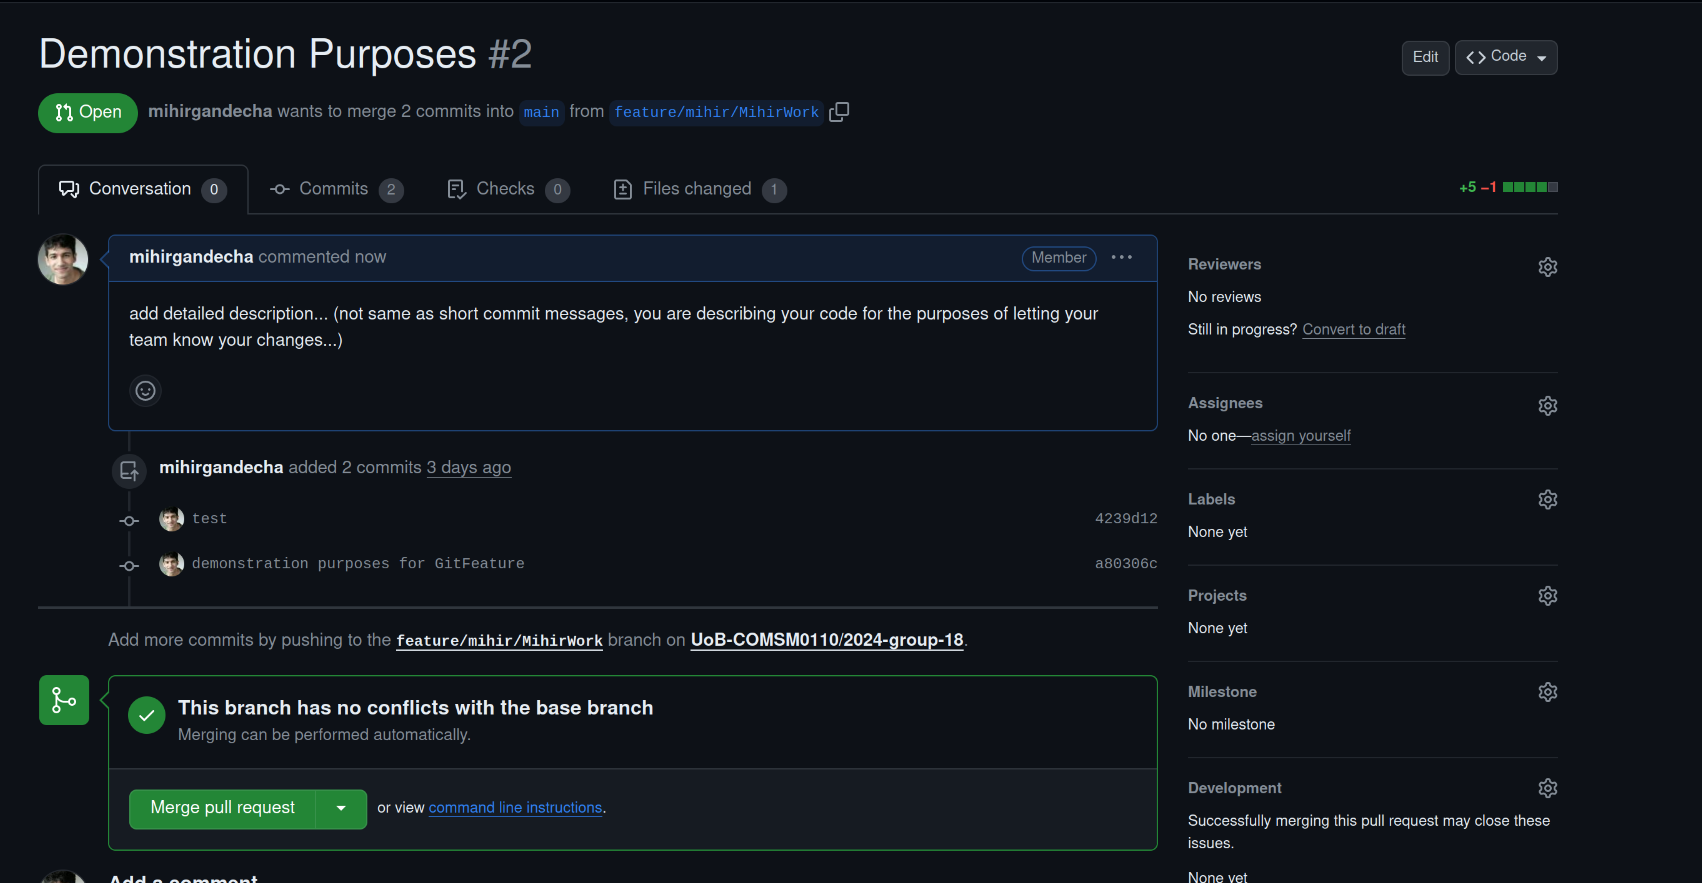 Demonstration Purposes #2
Edit
Code
Open
mihirgandecha wants to merge 2 commits into main from feature/mihir/MihirWork
Conversation 0
Commits 2
Checks 0
Files changed 1
+5 −1
mihirgandecha commented now
Member
add detailed description... (not same as short commit messages, you are describing your code for the purposes of letting your
team know your changes...)
mihirgandecha added 2 commits 3 days ago
test
4239d12
demonstration purposes for GitFeature
a80306c
Add more commits by pushing to the feature/mihir/MihirWork branch on UoB-COMSM0110/2024-group-18.
This branch has no conflicts with the base branch
Merging can be performed automatically.
Merge pull request
or view command line instructions.
Add a comment
Reviewers
No reviews
Still in progress? Convert to draft
Assignees
No one—assign yourself
Labels
None yet
Projects
None yet
Milestone
No milestone
Development
Successfully merging this pull request may close these
issues.
None yet